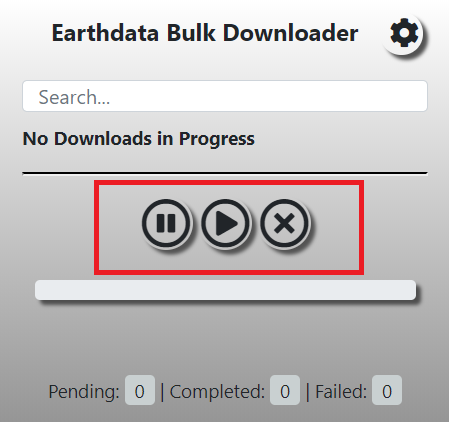 Earthdata Bulk Downloader
Search...
No Downloads in Progress
Pending: 0 | Completed: 0 | Failed: 0